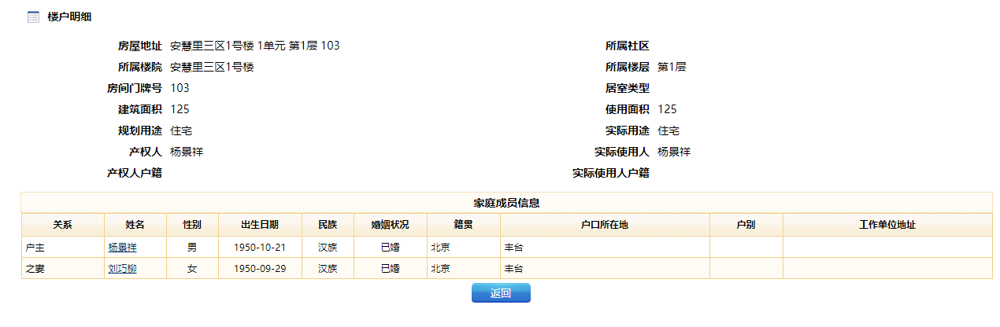 楼户明细
房屋地址 安慧里三区1号楼 1单元 第1层 103 所属社区
所属楼院 安慧里三区1号楼 所属楼层 第1层
房间门牌号 103 居室类型
建筑面积 125 使用面积 125
规划用途 住宅 实际用途 住宅
产权人 杨景祥 实际使用人 杨景祥
产权人户籍 实际使用人户籍
家庭成员信息
关系 姓名 性别 出生日期 民族 婚姻状况 籍贯 户口所在地 户别 工作单位地址
户主 杨景祥 男 1950-10-21 汉族 已婚 北京 丰台
之妻 刘巧柳 女 1950-09-29 汉族 已婚 北京 丰台
返回